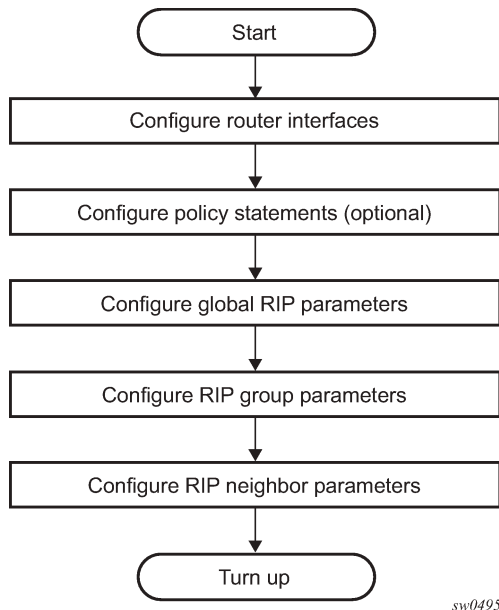 Start
Configure router interfaces
Configure policy statements (optional)
Configure global RIP parameters
Configure RIP group parameters
Configure RIP neighbor parameters
Turn up
sw0495